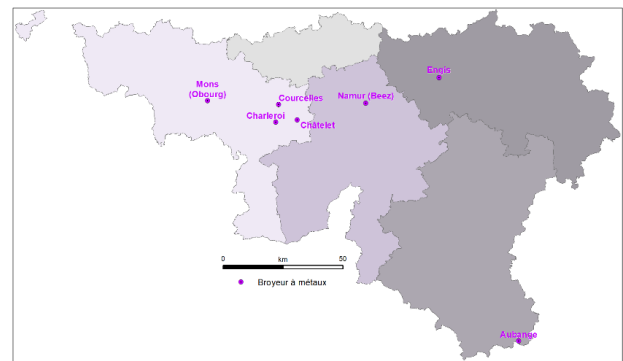 Engis
Mons
(Obourg)
Courcelles
Namur (Beez)
Charleroi
Châtelet
0 km 50
Broyeur à métaux
Aubange